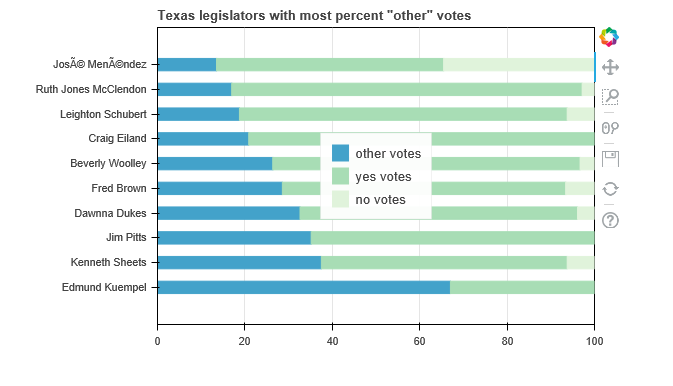 Texas legislators with most percent "other" votes
JosÃ© MenÃ©ndez
Ruth Jones McClendon
Leighton Schubert
Craig Eiland
Beverly Woolley
Fred Brown
Dawnna Dukes
Jim Pitts
Kenneth Sheets
Edmund Kuempel
other votes
yes votes
no votes
0 20 40 60 80 100